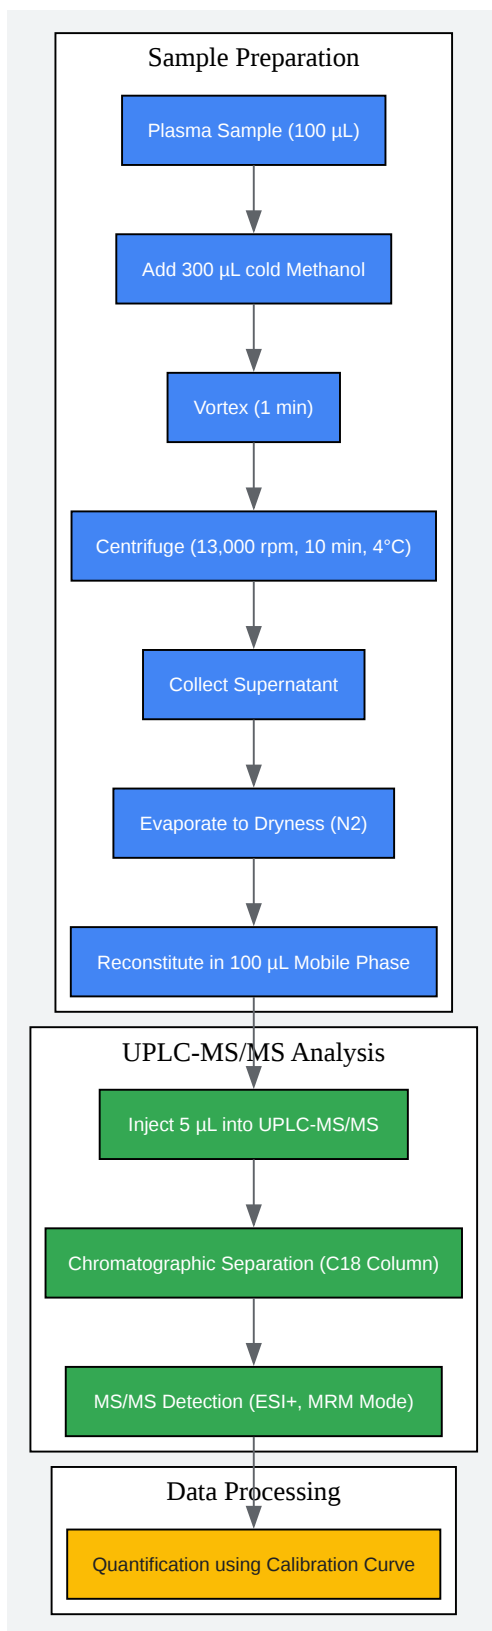 Sample Preparation
Plasma Sample (100 µL)
Add 300 µL cold Methanol
Vortex (1 min)
Centrifuge (13,000 rpm, 10 min, 4°C)
Collect Supernatant
Evaporate to Dryness (N2)
Reconstitute in 100 µL Mobile Phase
UPLC-MS/MS Analysis
Inject 5 µL into UPLC-MS/MS
Chromatographic Separation (C18 Column)
MS/MS Detection (ESI+, MRM Mode)
Data Processing
Quantification using Calibration Curve